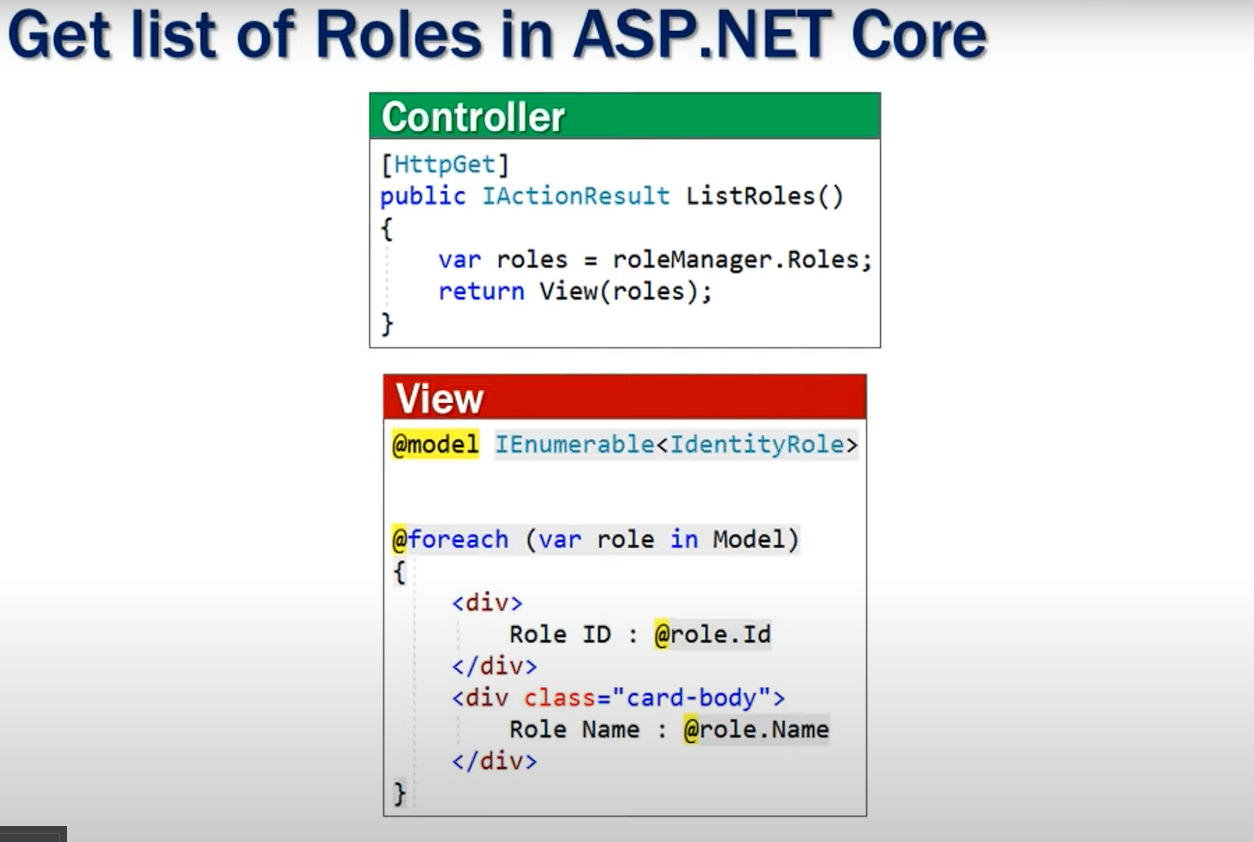 Get list of Roles in ASP.NET Core
Controller
[HttpGet]
public IActionResult ListRoles()
{
    var roles = roleManager.Roles;
    return View(roles);
}
View
@model IEnumerable<IdentityRole>
@foreach (var role in Model)
{
    <div>
        Role ID : @role.Id
    </div>
    <div class="card-body">
        Role Name : @role.Name
    </div>
}